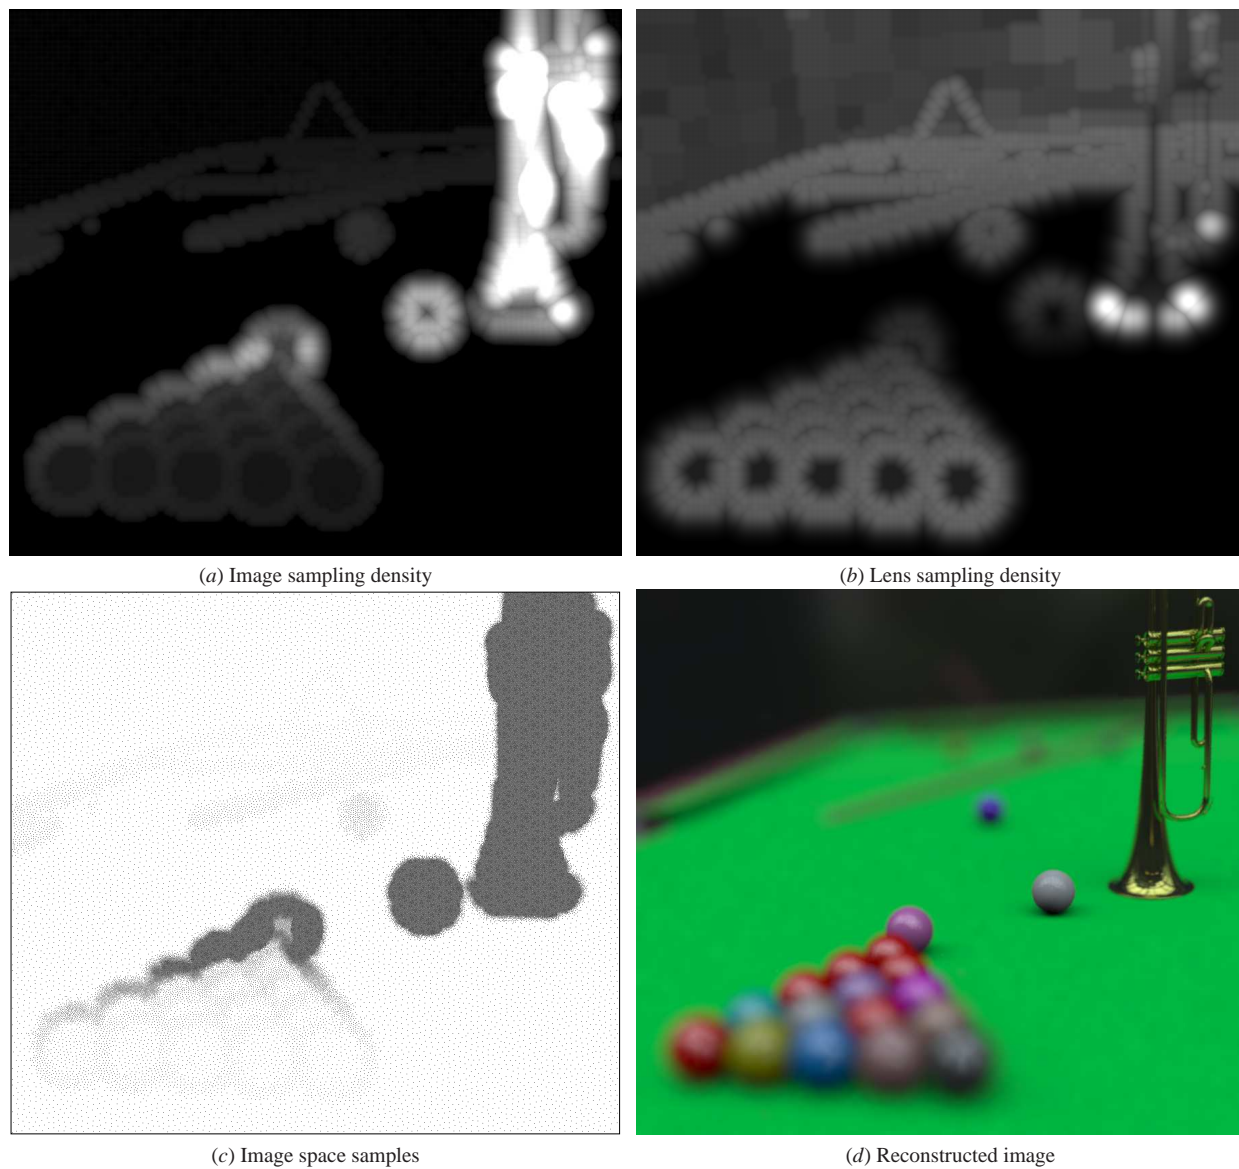 (a) Image sampling density
(b) Lens sampling density
(c) Image space samples
(d) Reconstructed image